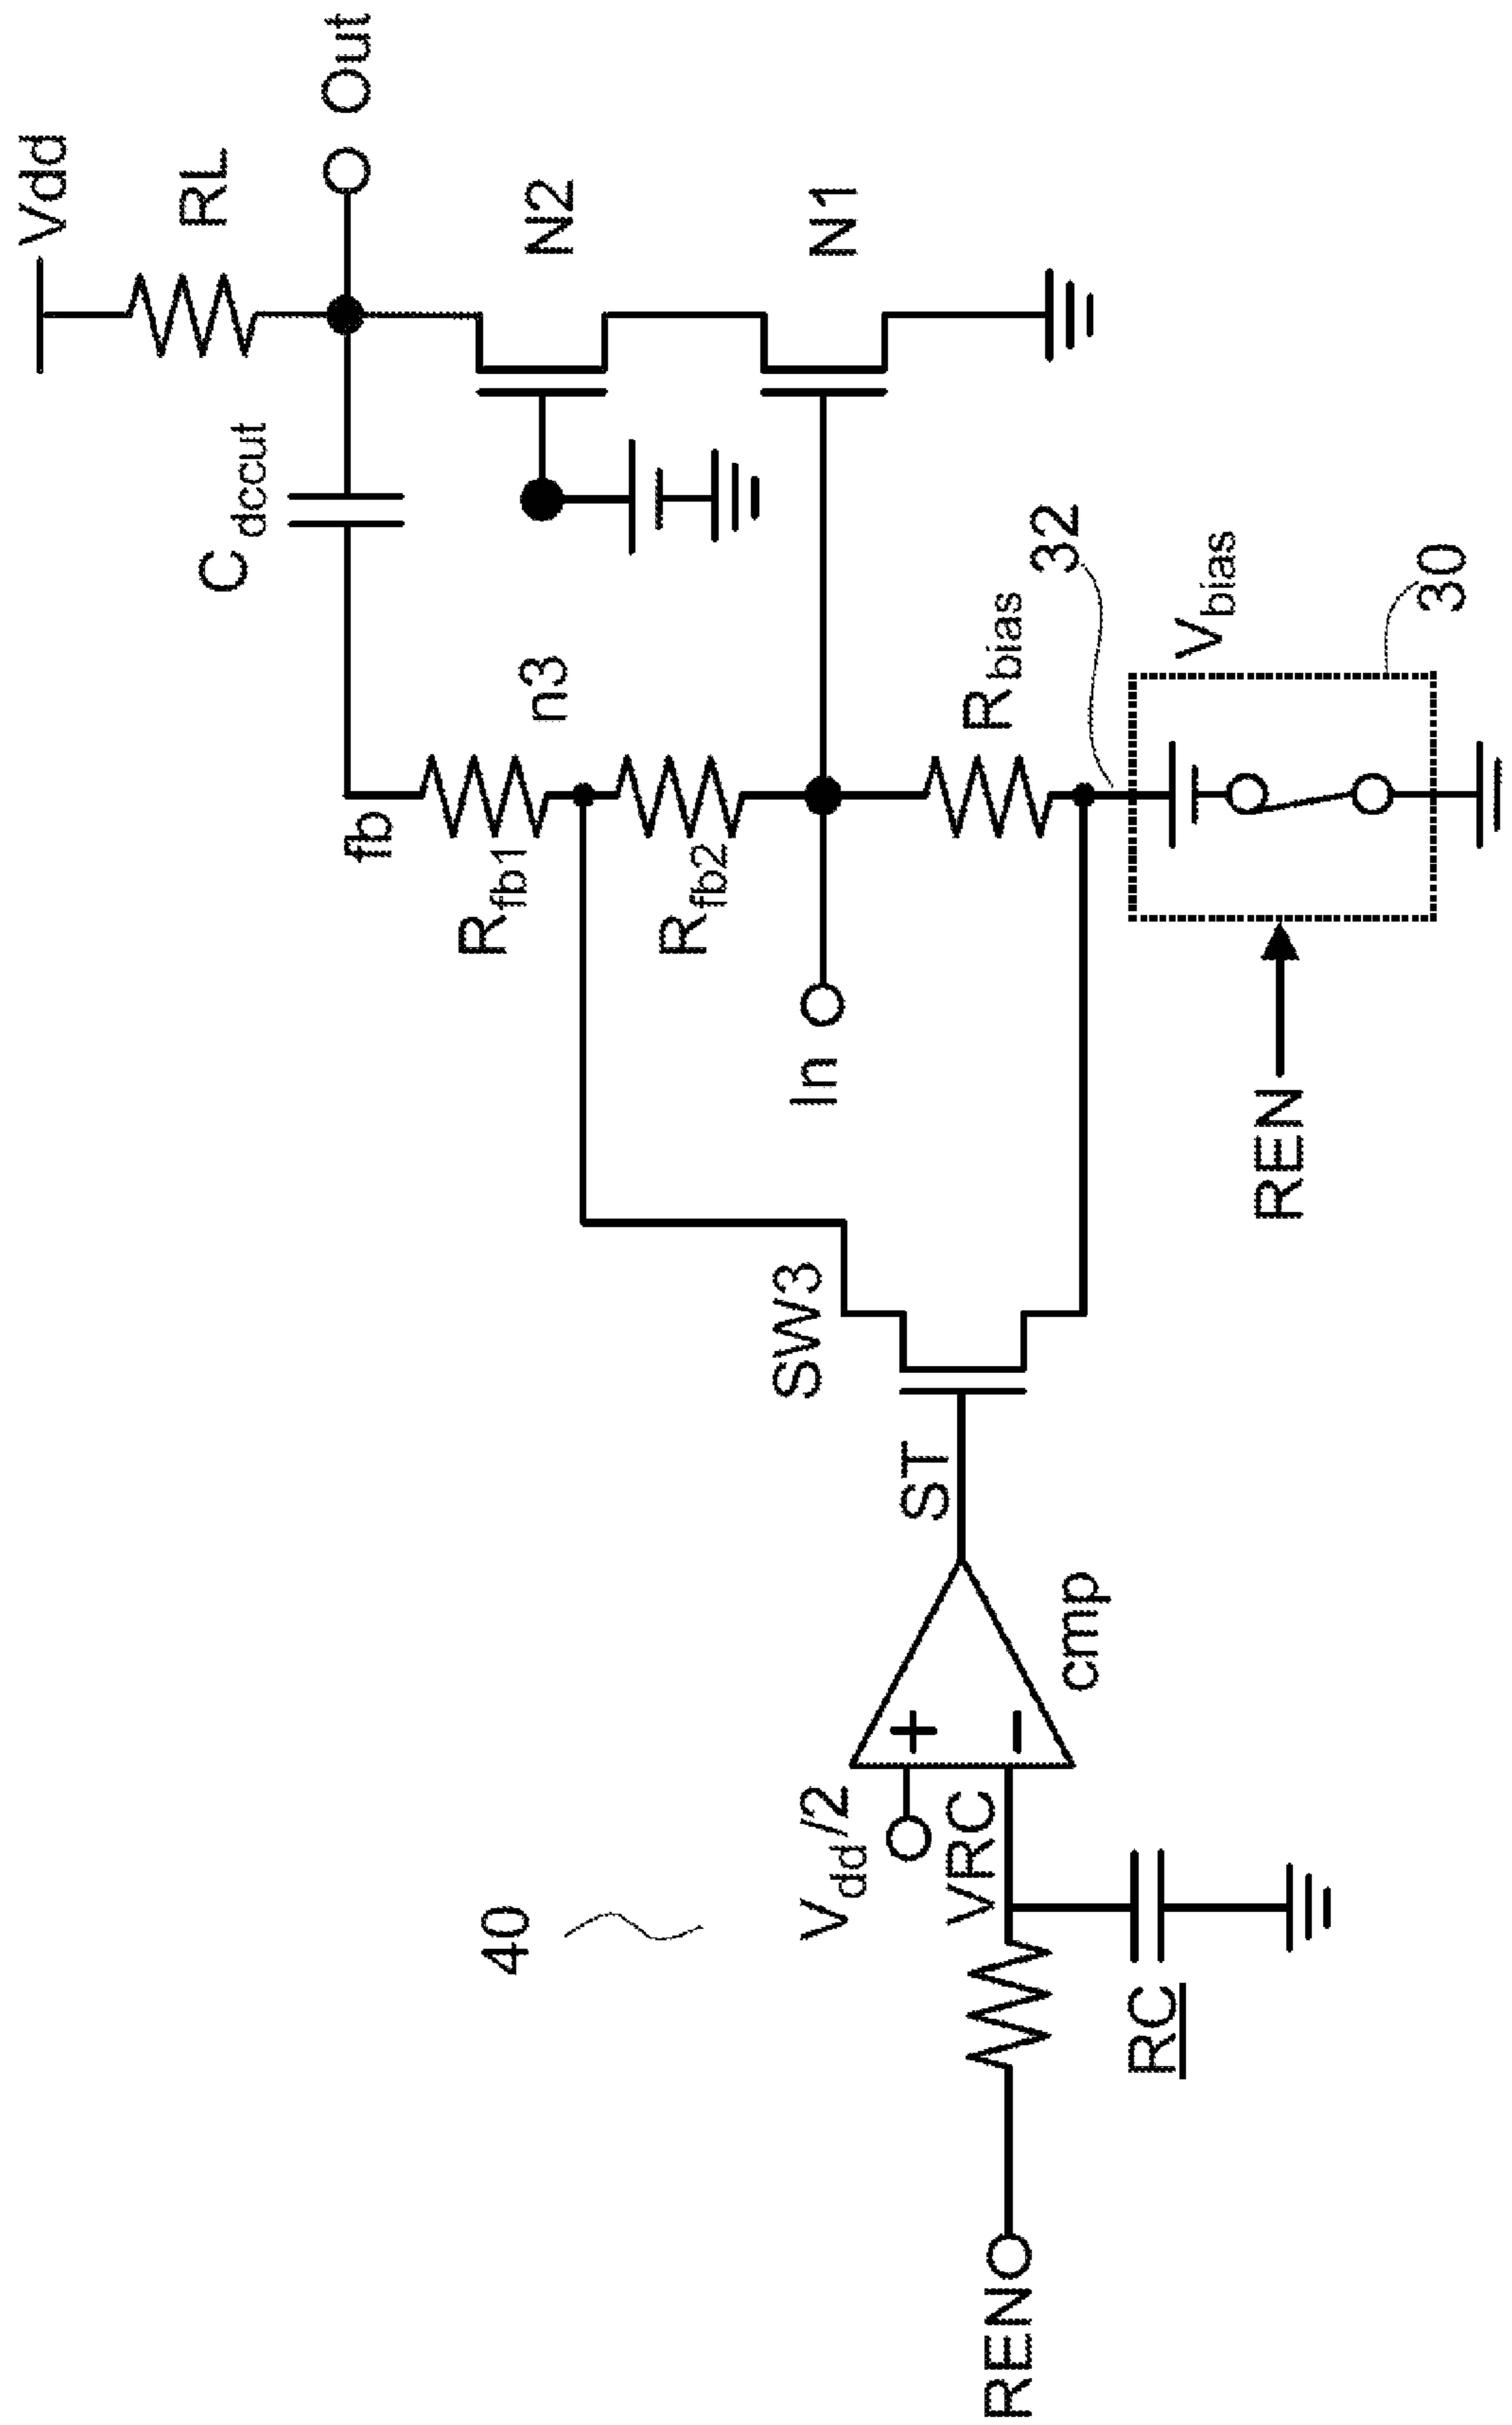 Vdd
RL
Out
C dccut
N2
N1
fb
Rfb1
n3
Rfb2
In
Rbias
32
Vbias
30
REN
SW3
ST
cmp
+
−
40
Vdd/2
VRC
RC
REN